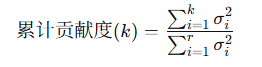 累计贡献度(k) = \frac{\sum_{i=1}^{k} \sigma_i^2}{\sum_{i=1}^{r} \sigma_i^2}